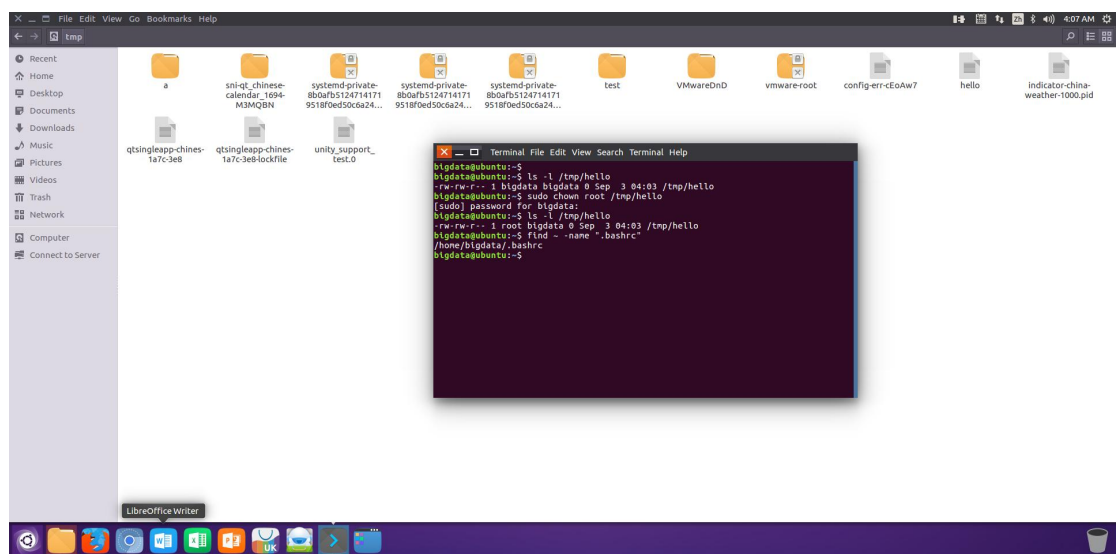 File Edit View Go Bookmarks Help
Zh 4:07 AM
tmp
Recent
Home
Desktop
Documents
Downloads
Music
Pictures
Videos
Trash
Network
Computer
Connect to Server
a
sni-qt_chinese-
calendar_1694-
M3MQBN
systemd-private-
8b0afb5124714171
9518f0ed50c6a24...
systemd-private-
8b0afb5124714171
9518f0ed50c6a24...
systemd-private-
8b0afb5124714171
9518f0ed50c6a24...
test
VMwareDnD
vmware-root
config-err-cEoAw7
hello
indicator-china-
weather-1000.pid
qtsingleapp-chines-
1a7c-3e8
qtsingleapp-chines-
1a7c-3e8-lockfile
unity_support_
test.0
Terminal File Edit View Search Terminal Help
bigdata@ubuntu:~$
bigdata@ubuntu:~$ ls -l /tmp/hello
-rw-rw-r-- 1 bigdata bigdata 0 Sep  3 04:03 /tmp/hello
bigdata@ubuntu:~$ sudo chown root /tmp/hello
[sudo] password for bigdata:
bigdata@ubuntu:~$ ls -l /tmp/hello
-rw-rw-r-- 1 root bigdata 0 Sep  3 04:03 /tmp/hello
bigdata@ubuntu:~$ find ~ -name ".bashrc"
/home/bigdata/.bashrc
bigdata@ubuntu:~$
LibreOffice Writer
UK